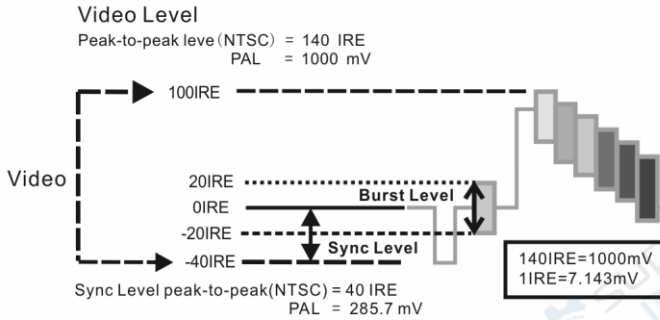 Video Level
Peak-to-peak leve(NTSC) = 140 IRE
PAL = 1000 mV
100IRE
Video
20IRE
Burst Level
0IRE
-20IRE
Sync Level
-40IRE
140IRE=1000mV
1IRE=7.143mV
Sync Level peak-to-peak(NTSC) = 40 IRE
PAL = 285.7 mV